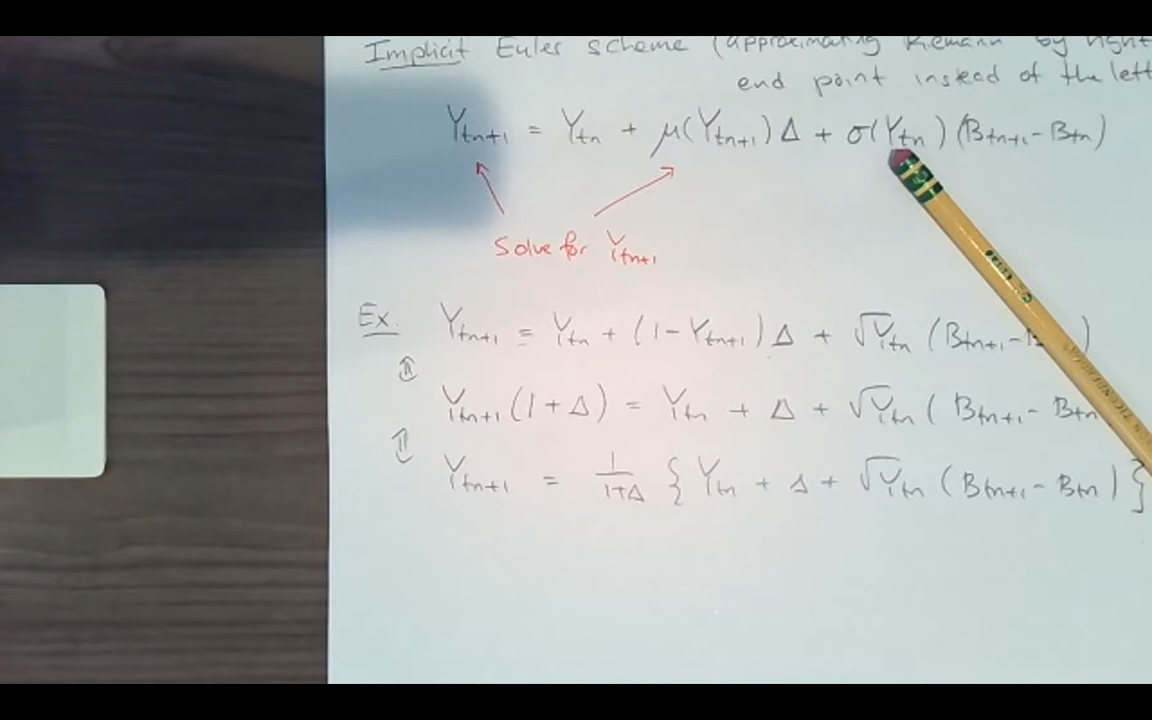 Implicit Euler scheme (approximating Riemann by right
end point instead of the left
Y_{tn+1} = Y_{tn} + μ(Y_{tn+1}) Δ + σ(Y_{tn}) (B_{tn+1} - B_{tn})
Solve for Y_{tn+1}
Ex. Y_{tn+1} = Y_{tn} + (1 - Y_{tn+1}) Δ + √Y_{tn} (B_{tn+1} - )
⇕
Y_{tn+1} (1 + Δ) = Y_{tn} + Δ + √Y_{tn} (B_{tn+1} - B_{tn}
⇕
Y_{tn+1} = 1/(1+Δ) { Y_{tn} + Δ + √Y_{tn} (B_{tn+1} - B_{tn}) }